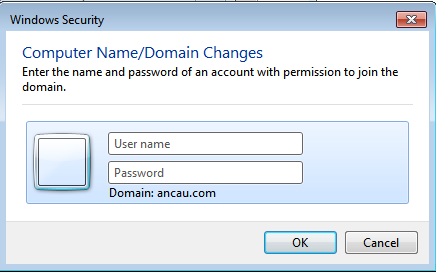 Windows Security
Computer Name/Domain Changes
Enter the name and password of an account with permission to join the
domain.
User name
Password
Domain: ancau.com
OK
Cancel